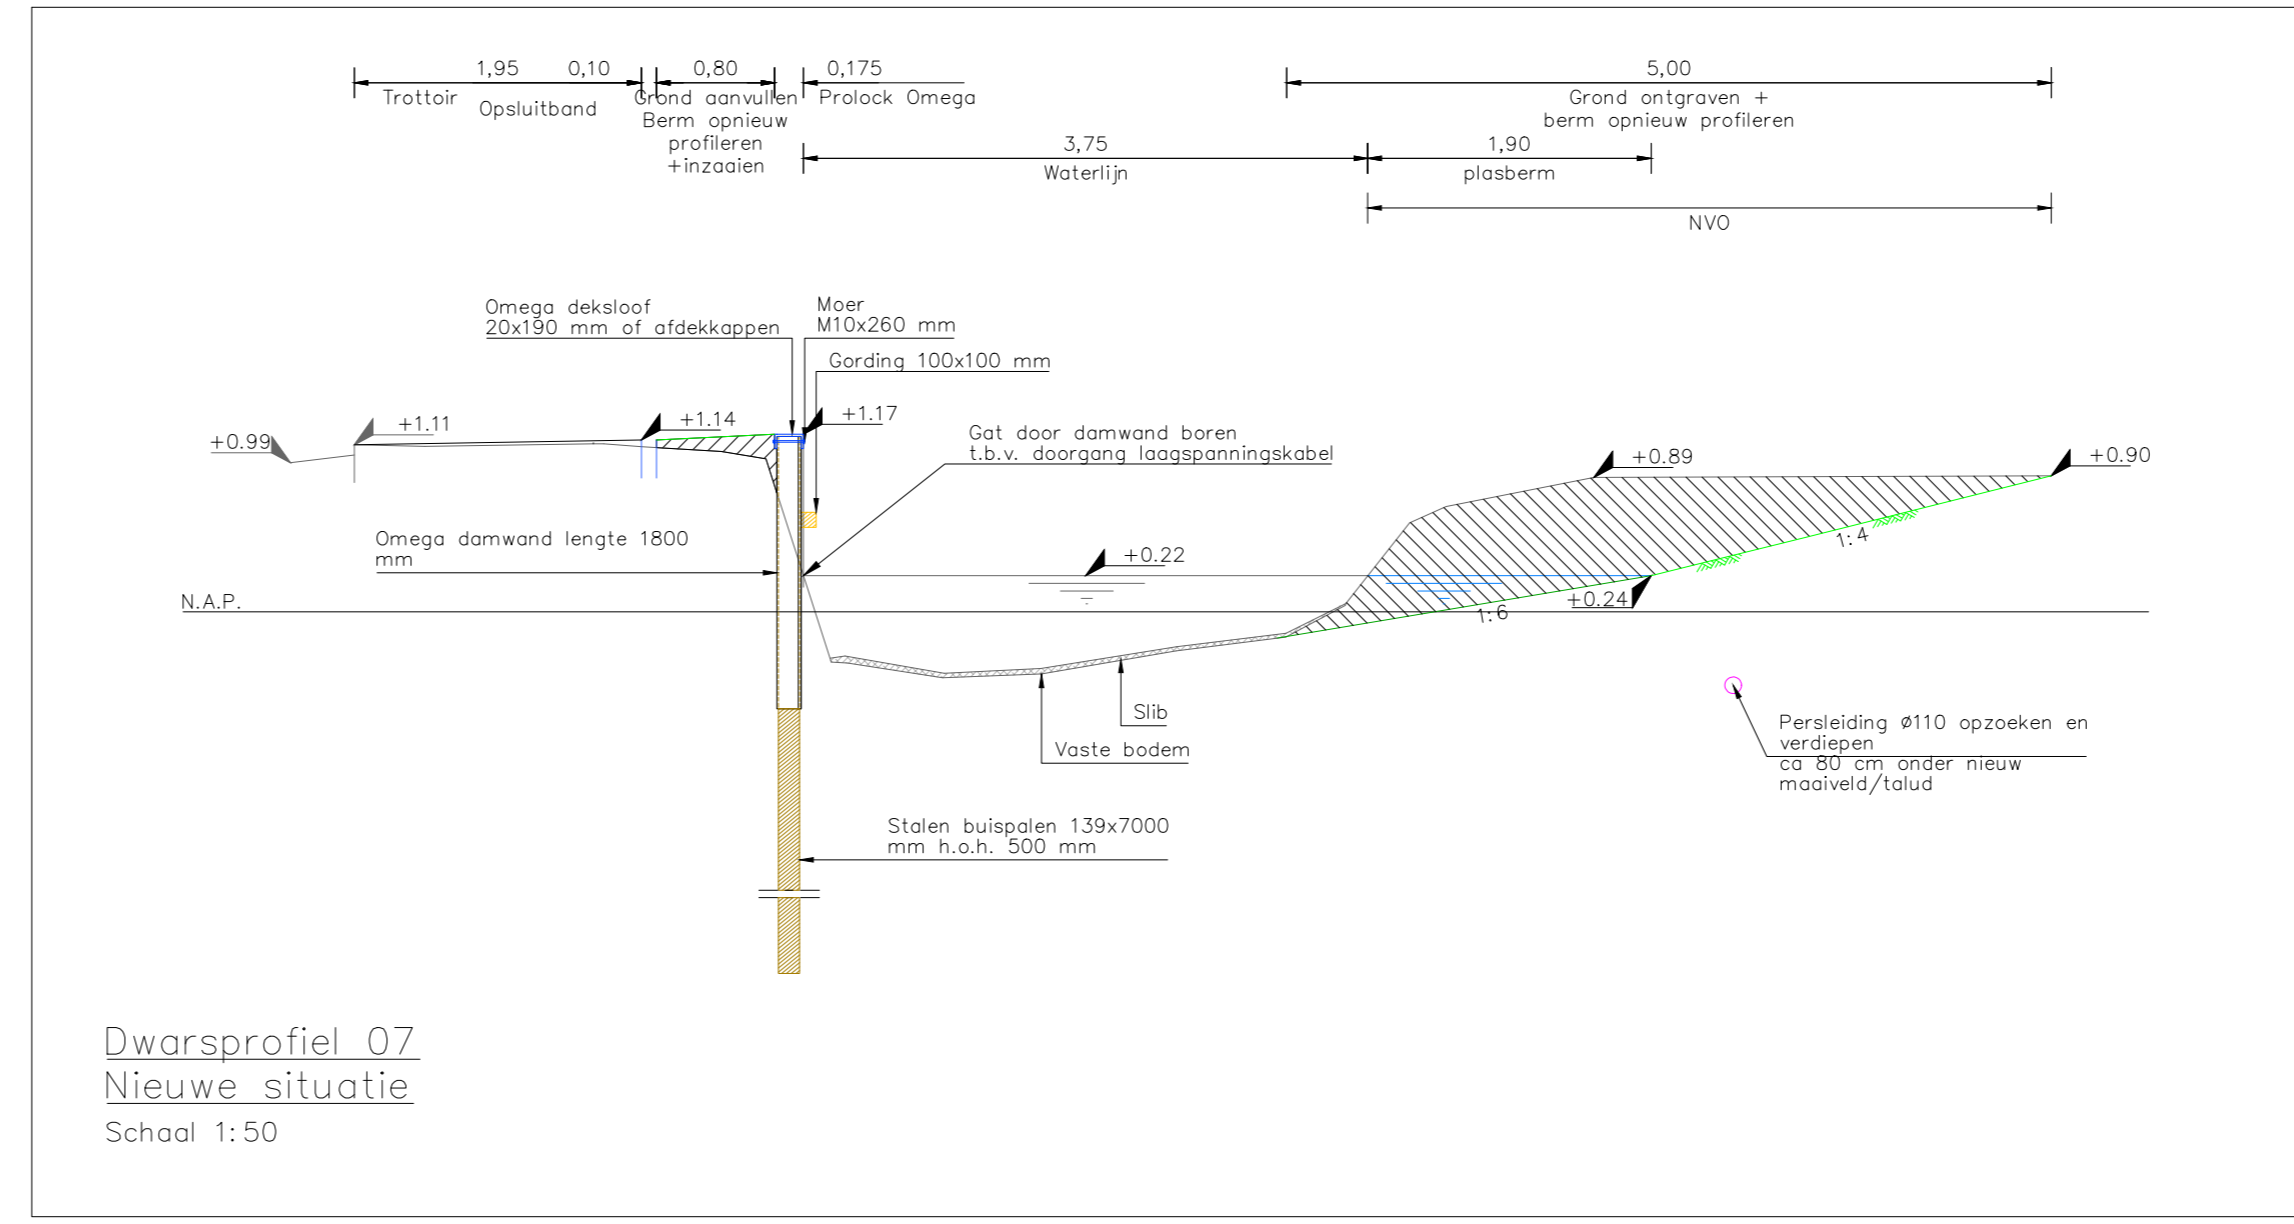 1,95 0,10 0,80 0,175 5,00
Trottoir
Opsluitband
Grond aanvullen
Berm opnieuw
profileren
+inzaaien
Prolock Omega
Grond ontgraven +
berm opnieuw profileren
3,75
Waterlijn
1,90
plasberm
NVO
Omega deksloof
20x190 mm of afdekkappen
Moer
M10x260 mm
Gording 100x100 mm
+0.99
+1.11
+1.14
+1.17
Gat door damwand boren
t.b.v. doorgang laagspanningskabel
+0.89
+0.90
Omega damwand lengte 1800
mm
+0.22
1:4
N.A.P.
+0.24
1:6
Slib
Vaste bodem
Persleiding ø110 opzoeken en
verdiepen
ca 80 cm onder nieuw
maaiveld/talud
Stalen buispalen 139x7000
mm h.o.h. 500 mm
Dwarsprofiel 07
Nieuwe situatie
Schaal 1:50